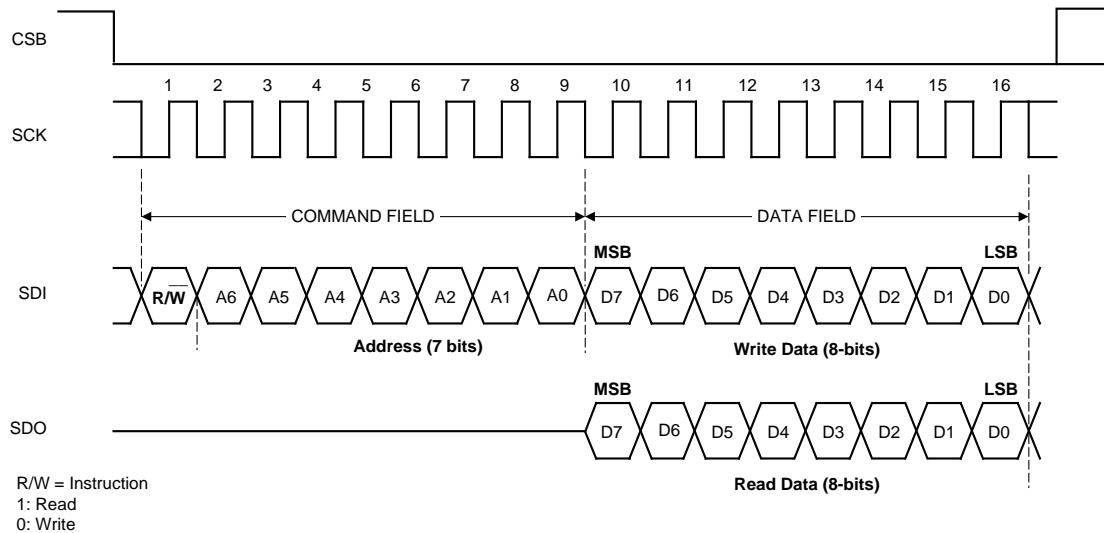 CSB
1 2 3 4 5 6 7 8 9 10 11 12 13 14 15 16
SCK
COMMAND FIELD DATA FIELD
MSB LSB
SDI R/W̅ A6 A5 A4 A3 A2 A1 A0 D7 D6 D5 D4 D3 D2 D1 D0
Address (7 bits) Write Data (8-bits)
MSB LSB
SDO D7 D6 D5 D4 D3 D2 D1 D0
R/W = Instruction
Read Data (8-bits)
1: Read
0: Write